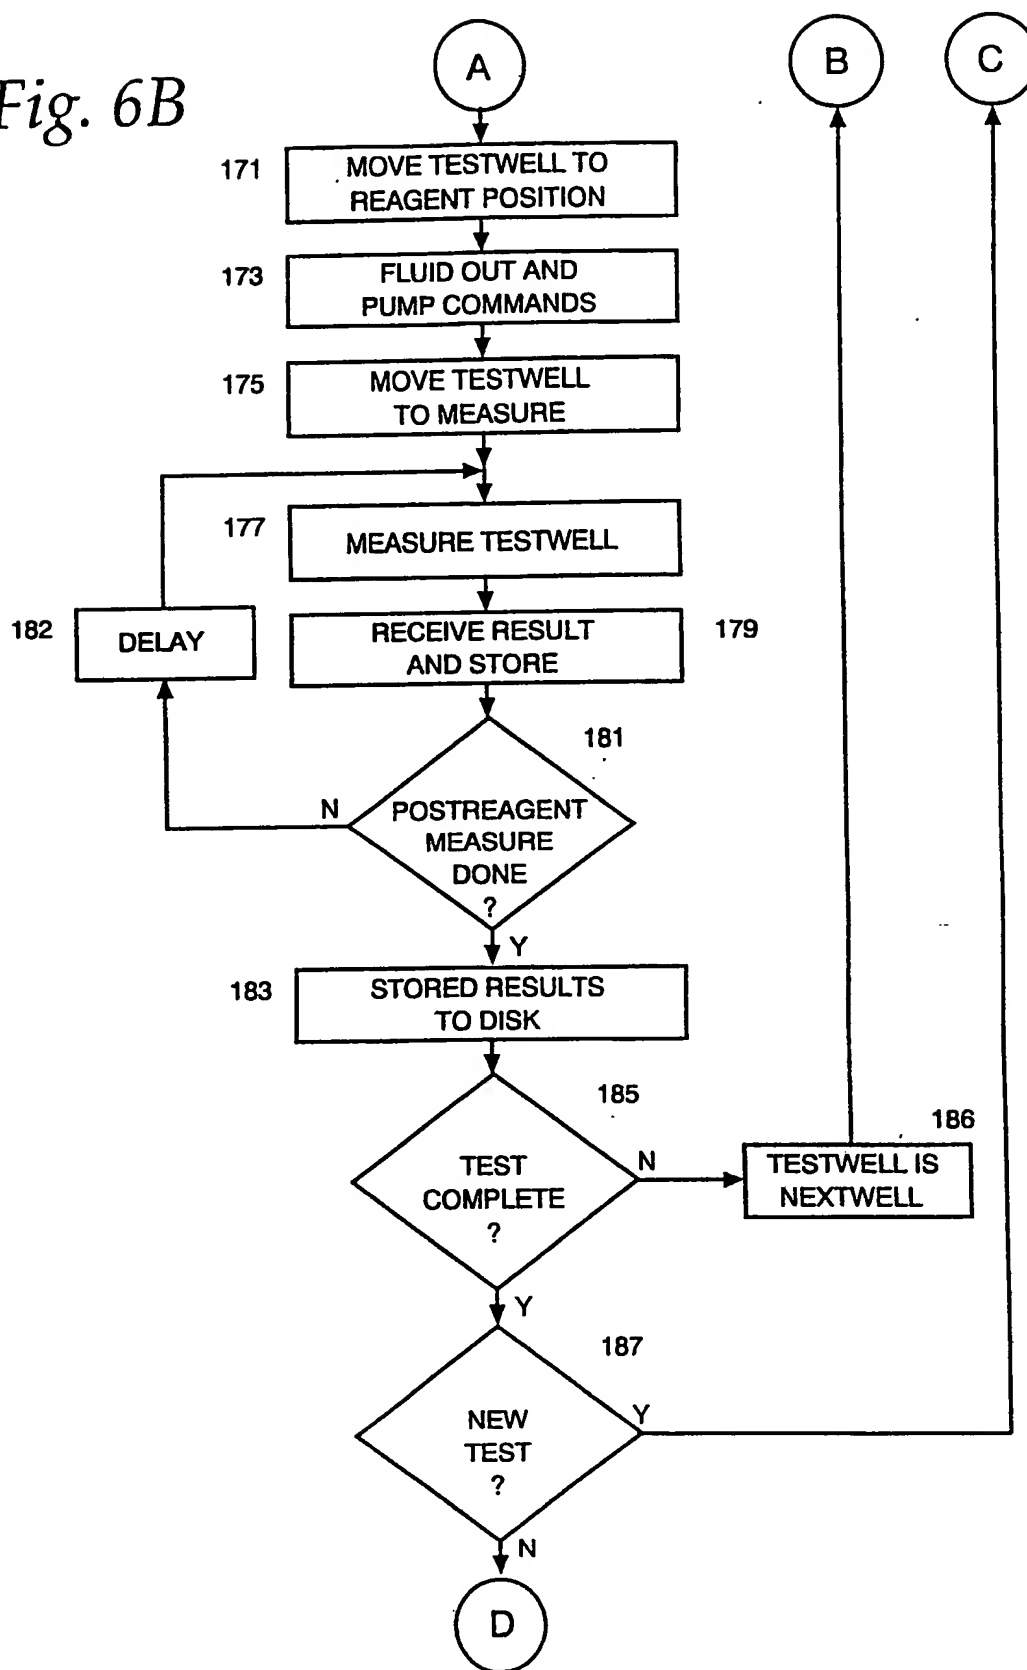 A
B
C
Fig. 6B
171
MOVE TESTWELL TO
REAGENT POSITION
173
FLUID OUT AND
PUMP COMMANDS
175
MOVE TESTWELL
TO MEASURE
177
MEASURE TESTWELL
182
DELAY
RECEIVE RESULT
AND STORE
179
181
N
POSTREAGENT
MEASURE
DONE
?
Y
183
STORED RESULTS
TO DISK
185
186
TEST
COMPLETE
?
N
TESTWELL IS
NEXTWELL
Y
187
NEW
TEST
?
Y
N
D